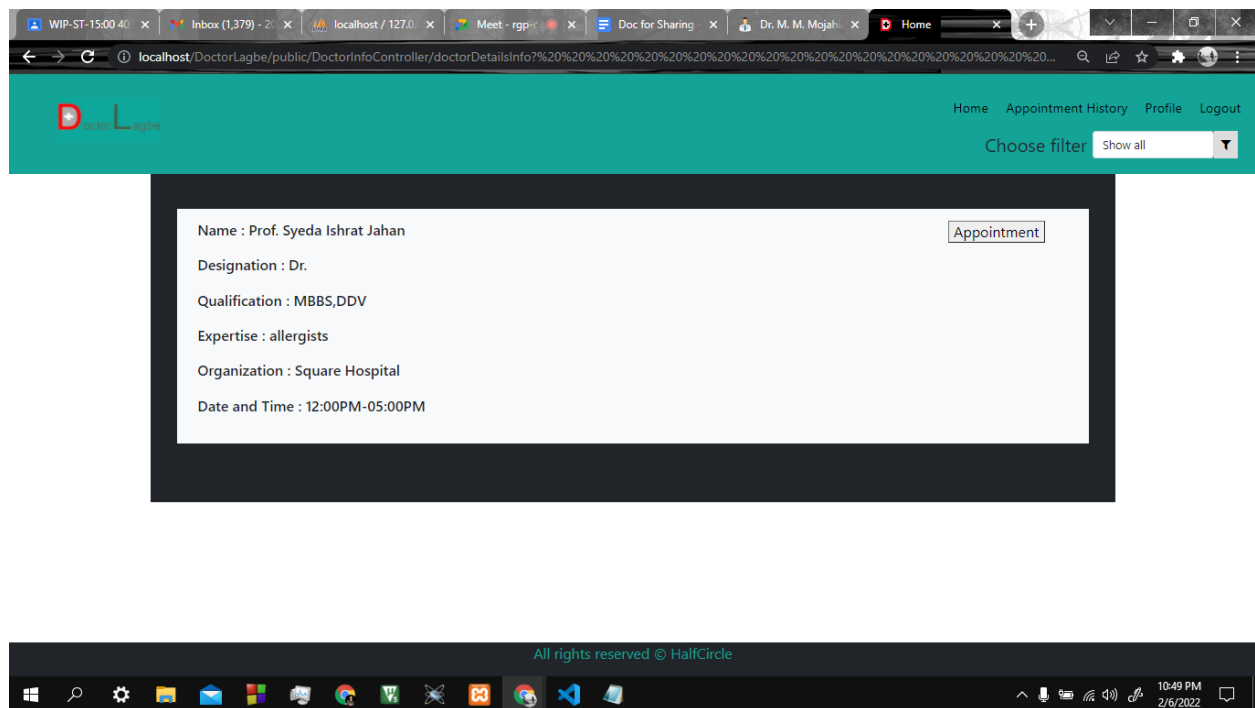 WIP-ST-15:00 40
Inbox (1,379) - 20
localhost / 127.0.
Meet - rgp-
Doc for Sharing
Dr. M. M. Mojah
Home
localhost/DoctorLagbe/public/DoctorInfoController/doctorDetailsInfo?%20%20%20%20%20%20%20%20%20%20%20%20%20%20%20%20%20%20%20%20...
Doctor Lagbe
Home Appointment History Profile Logout
Choose filter Show all
Name : Prof. Syeda Ishrat Jahan
Appointment
Designation : Dr.
Qualification : MBBS,DDV
Expertise : allergists
Organization : Square Hospital
Date and Time : 12:00PM-05:00PM
All rights reserved © HalfCircle
10:49 PM
2/6/2022